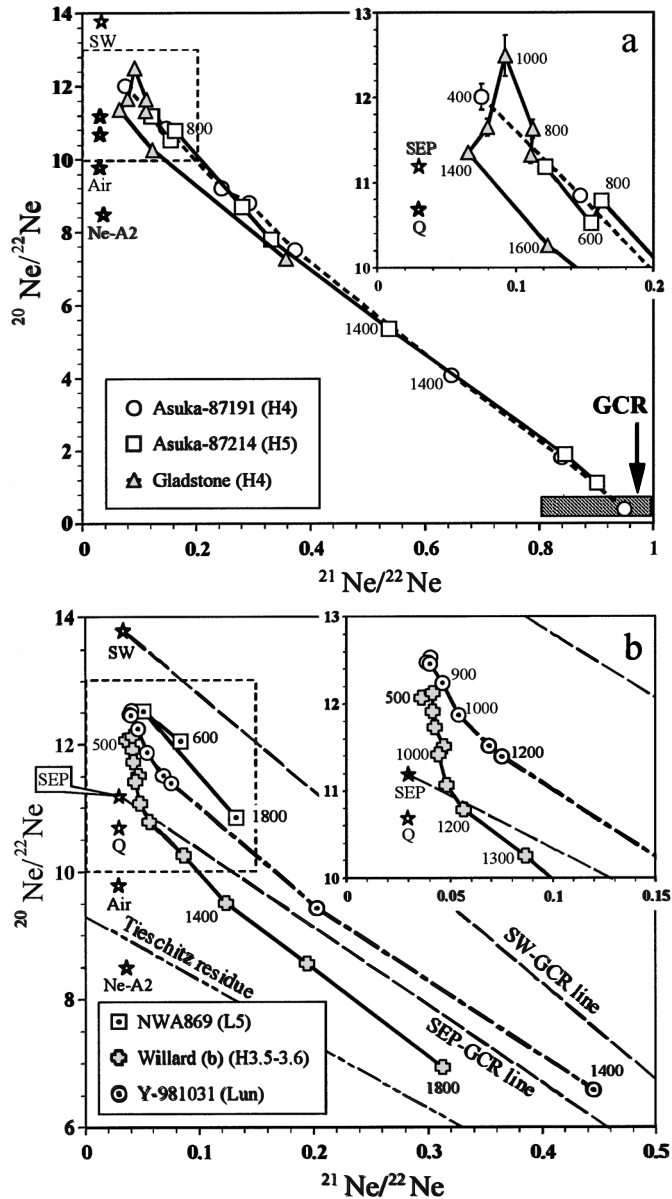 a
14
12
10
8
6
4
2
0
²⁰Ne/²²Ne
SW
Air
Ne-A2
800
1400
1400
GCR
13
12
11
10
1000
400
800
SEP
1400
Q
800
600
1600
0.1
0.2
Asuka-87191 (H4)
Asuka-87214 (H5)
Gladstone (H4)
0
0.2
0.4
0.6
0.8
1
²¹Ne/²²Ne
b
14
12
10
8
6
²⁰Ne/²²Ne
SW
500
600
SEP
1800
Q
Air
1400
Tieschitz residue
Ne-A2
SW-GCR line
SEP-GCR line
1800
1400
13
12
11
10
900
500
1000
1000
1200
SEP
Q
1200
1300
0
0.05
0.1
0.15
NWA869 (L5)
Willard (b) (H3.5-3.6)
Y-981031 (Lun)
0
0.1
0.2
0.3
0.4
0.5
²¹Ne/²²Ne